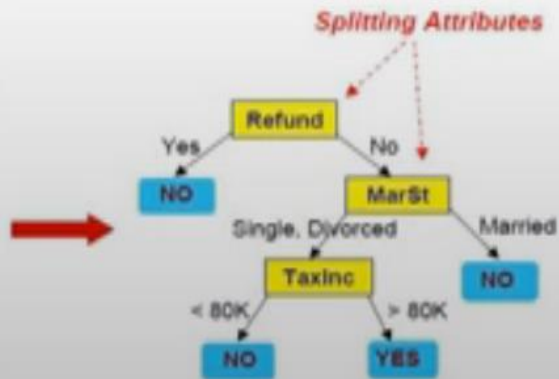 Splitting Attributes
Refund
Yes
No
NO
MarSt
Single, Divorced
Married
TaxInc
NO
< 80K
> 80K
NO
YES